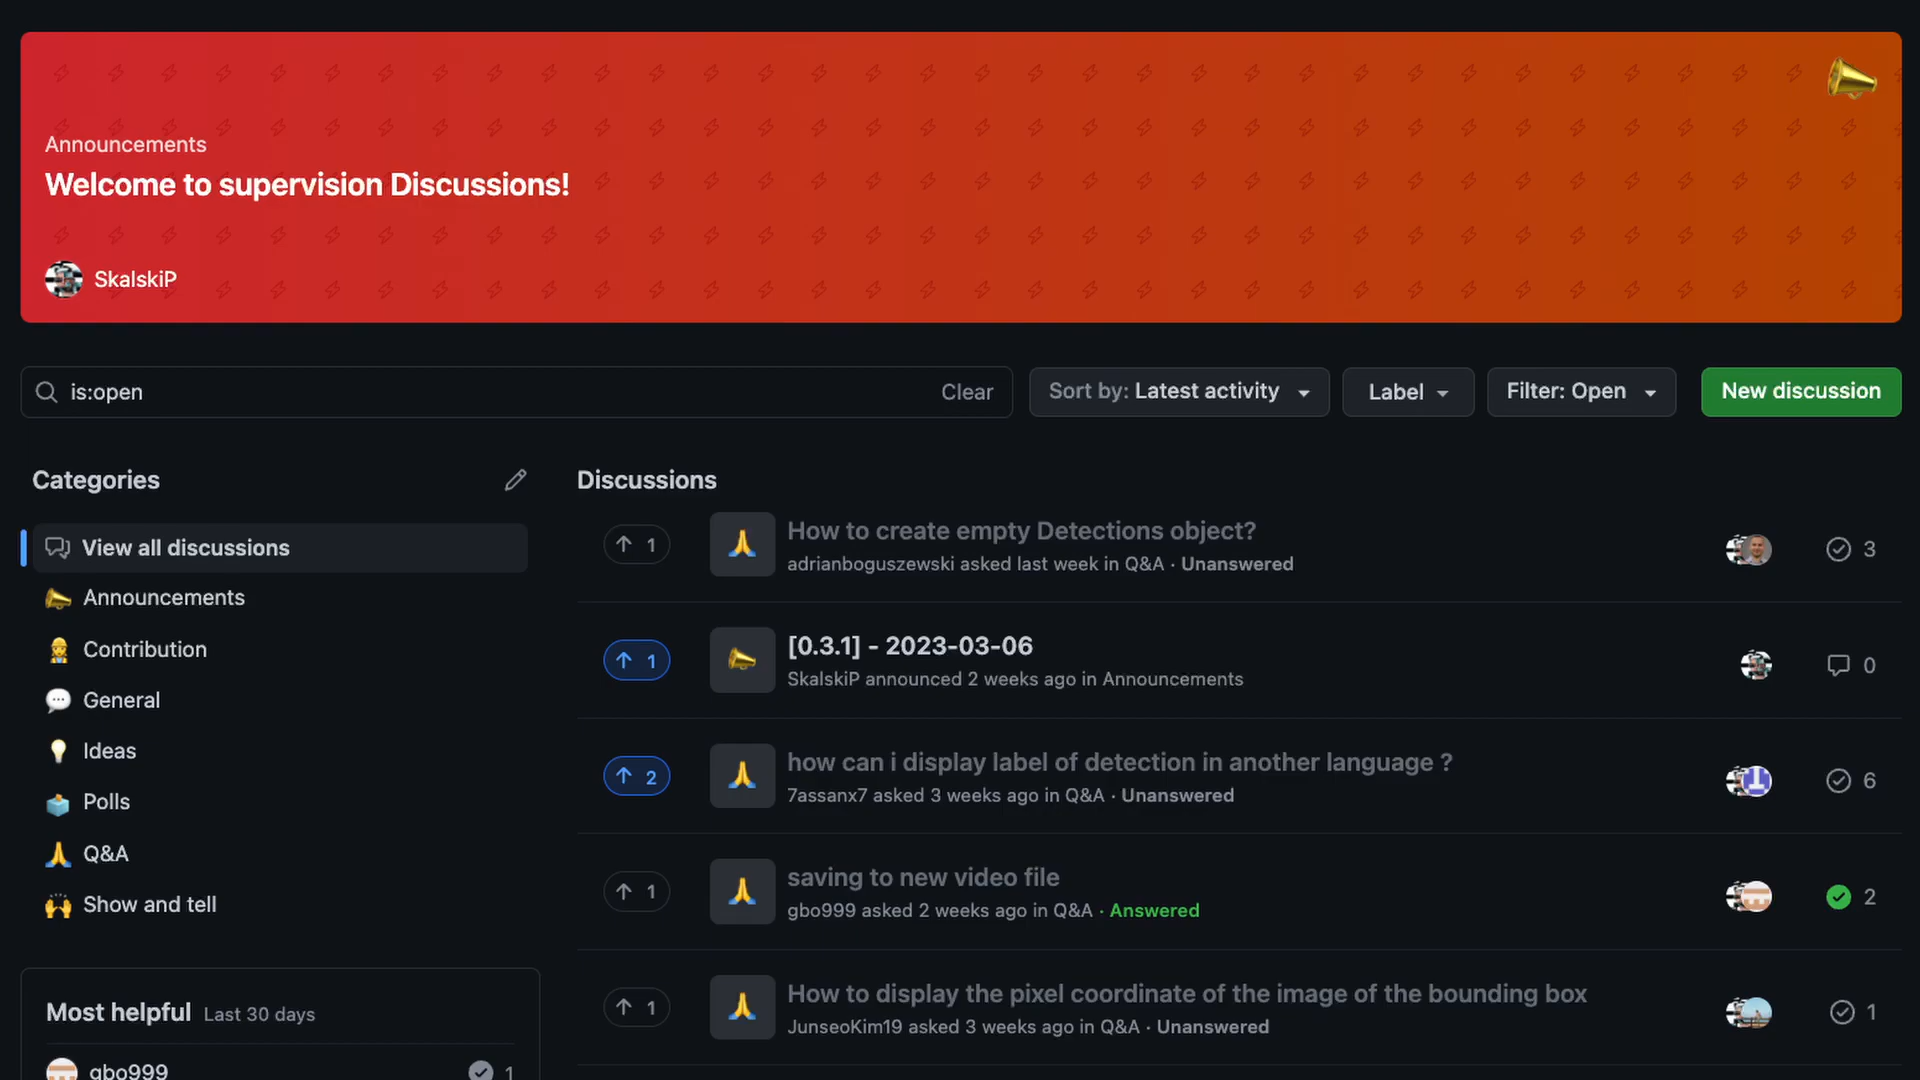 Announcements
Welcome to supervision Discussions!
SkalskiP
is:open
Clear
Sort by: Latest activity
Label
Filter: Open
New discussion
Categories
View all discussions
Announcements
Contribution
General
Ideas
Polls
Q&A
Show and tell
Most helpful Last 30 days
gbo999 1
Discussions
1 How to create empty Detections object? 3
adrianboguszewski asked last week in Q&A · Unanswered
1 [0.3.1] - 2023-03-06 0
SkalskiP announced 2 weeks ago in Announcements
2 how can i display label of detection in another language ? 6
7assanx7 asked 3 weeks ago in Q&A · Unanswered
1 saving to new video file 2
gbo999 asked 2 weeks ago in Q&A · Answered
1 How to display the pixel coordinate of the image of the bounding box 1
JunseoKim19 asked 3 weeks ago in Q&A · Unanswered